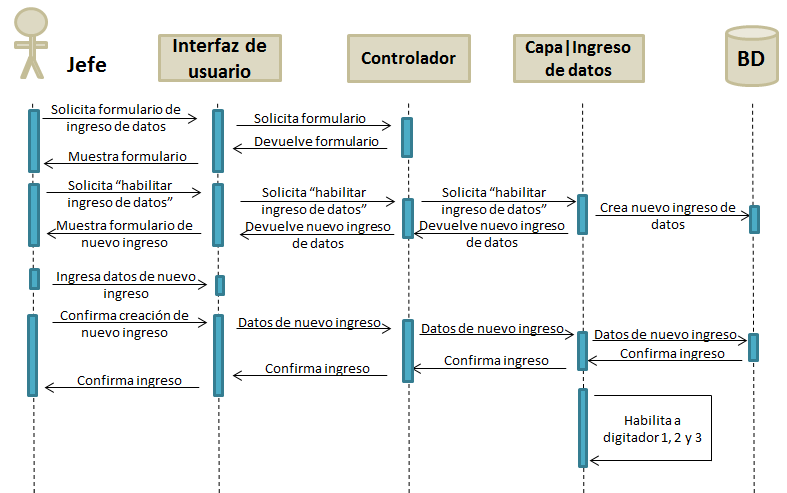 Jefe
Interfaz de
usuario
Controlador
Capa|Ingreso
de datos
BD
Solicita formulario de
ingreso de datos
Solicita formulario
Devuelve formulario
Muestra formulario
Solicita “habilitar
ingreso de datos”
Solicita “habilitar
ingreso de datos”
Solicita “habilitar
ingreso de datos”
Crea nuevo ingreso de
datos
Muestra formulario de
nuevo ingreso
Devuelve nuevo ingreso
de datos
Devuelve nuevo ingreso
de datos
Ingresa datos de nuevo
ingreso
Confirma creación de
nuevo ingreso
Datos de nuevo ingreso
Datos de nuevo ingreso
Datos de nuevo ingreso
Confirma ingreso
Confirma ingreso
Confirma ingreso
Confirma ingreso
Habilita a
digitador 1, 2 y 3